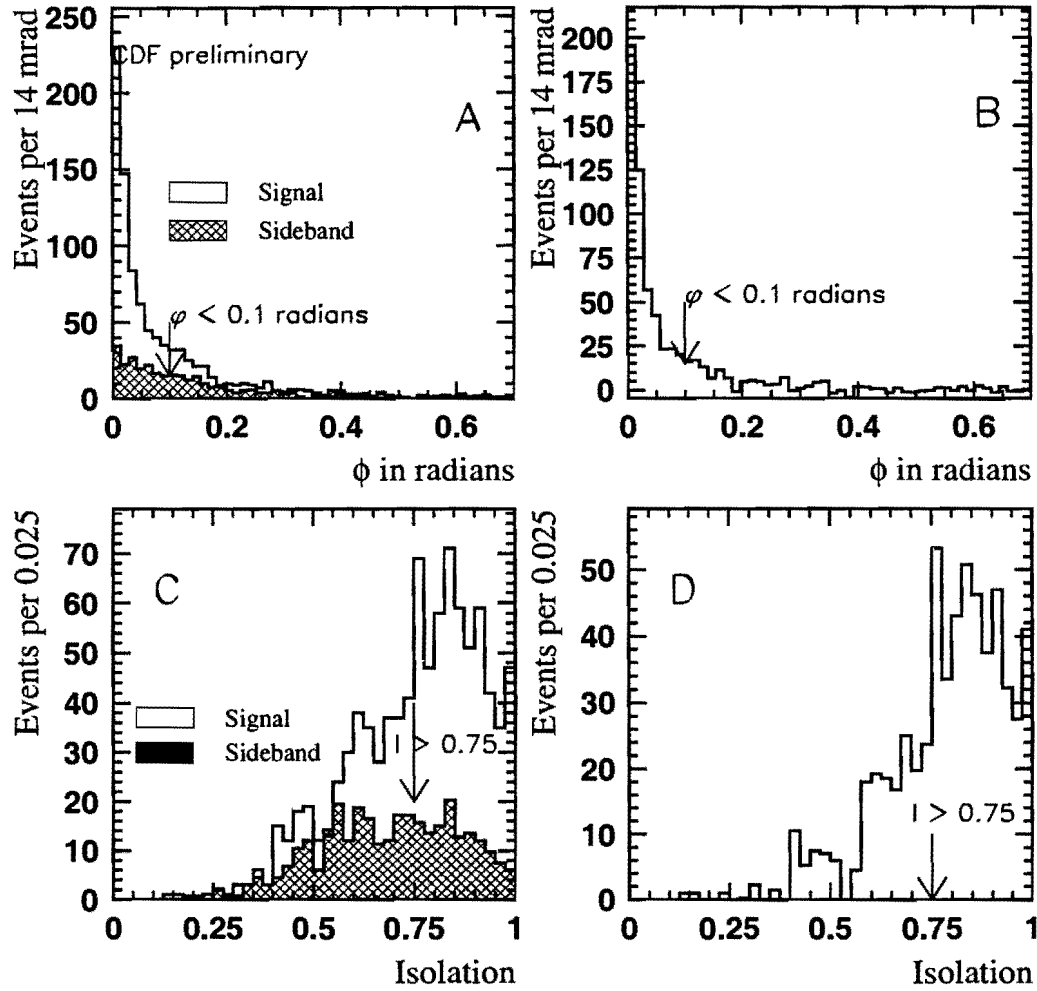 Events per 14 mrad
250
200
150
100
50
0
CDF preliminary
A
Signal
Sideband
φ < 0.1 radians
0 0.2 0.4 0.6
ϕ in radians
Events per 14 mrad
200
175
150
125
100
75
50
25
0
B
φ < 0.1 radians
0 0.2 0.4 0.6
ϕ in radians
Events per 0.025
70
60
50
40
30
20
10
0
C
Signal
Sideband
I > 0.75
0 0.25 0.5 0.75 1
Isolation
Events per 0.025
50
40
30
20
10
0
D
I > 0.75
0 0.25 0.5 0.75 1
Isolation